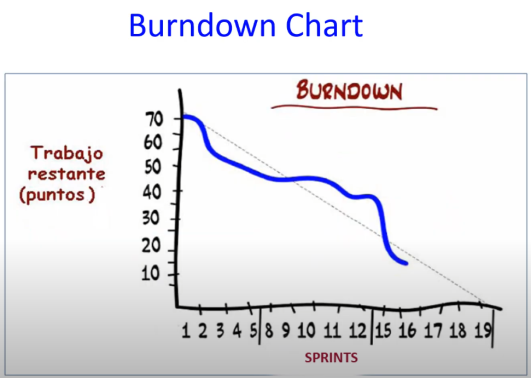 Burndown Chart
BURNDOWN
Trabajo
restante
(puntos)
70
60
50
40
30
20
10
1 2 3 4 5 8 9 10 11 12 15 16 17 18 19
SPRINTS